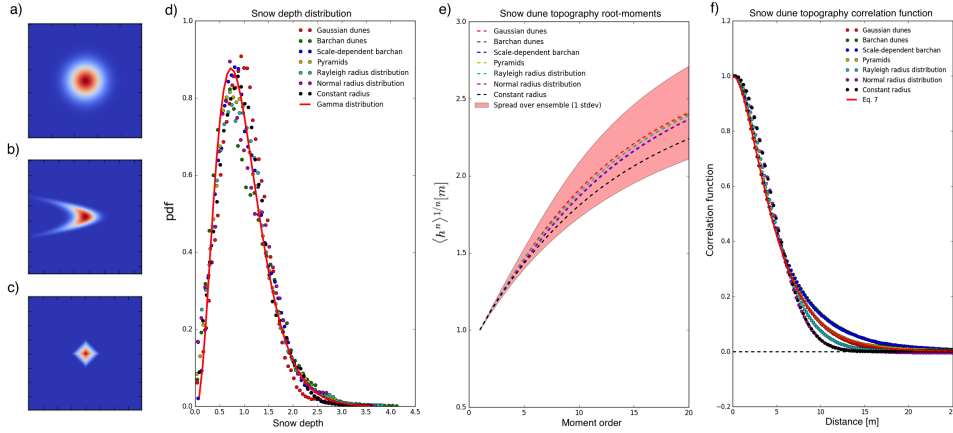 a)
b)
c)
d)
Snow depth distribution
Gaussian dunes
Barchan dunes
Scale-dependent barchan
Pyramids
Rayleigh radius distribution
Normal radius distribution
Constant radius
Gamma distribution
pdf
1.0
0.8
0.6
0.4
0.2
0.0
0.0 0.5 1.0 1.5 2.0 2.5 3.0 3.5 4.0 4.5
Snow depth
e)
Snow dune topography root-moments
Gaussian dunes
Barchan dunes
Scale-dependent barchan
Pyramids
Rayleigh radius distribution
Normal radius distribution
Constant radius
Spread over ensemble (1 stdev)
⟨hⁿ⟩^{1/n}[m]
3.0
2.5
2.0
1.5
1.0
0.5
0 5 10 15 20
Moment order
f)
Snow dune topography correlation function
Gaussian dunes
Barchan dunes
Scale-dependent barchan
Pyramids
Rayleigh radius distribution
Normal radius distribution
Constant radius
Eq. 7
Correlation function
1.2
1.0
0.8
0.6
0.4
0.2
0.0
−0.2
0 5 10 15 20
Distance [m]